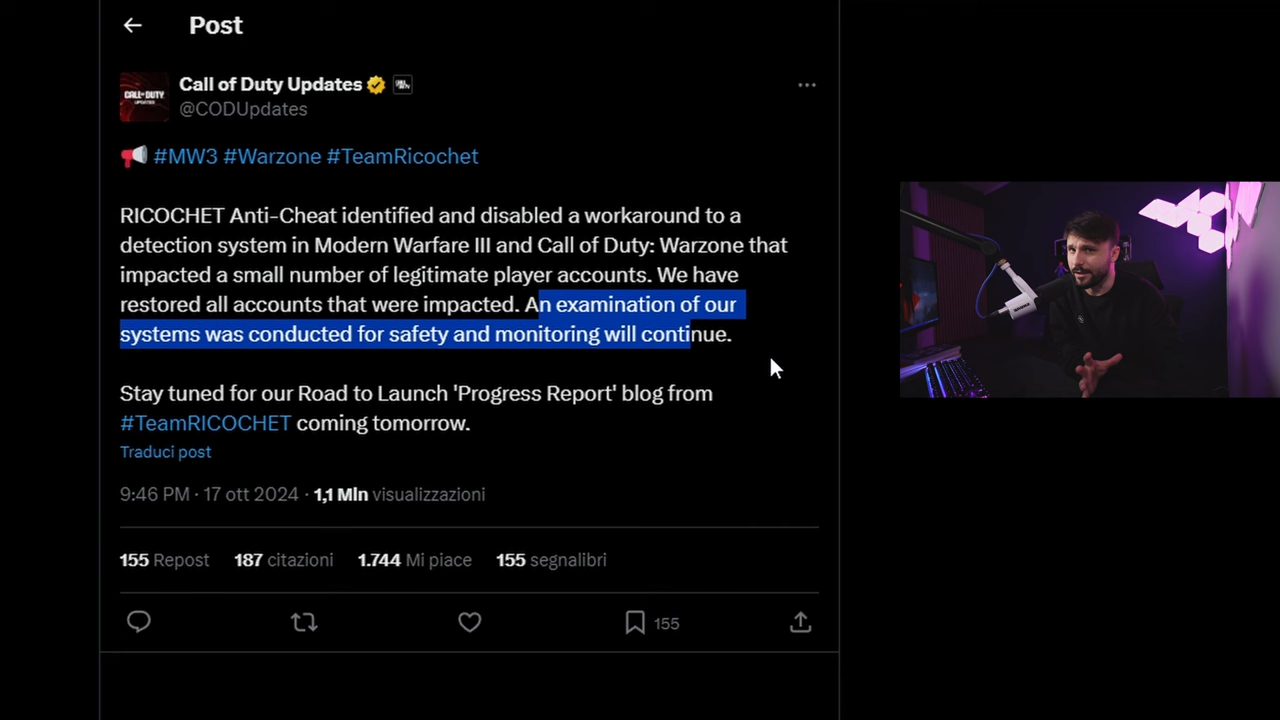 Post
Call of Duty Updates
@CODUpdates
#MW3 #Warzone #TeamRicochet
RICOCHET Anti-Cheat identified and disabled a workaround to a
detection system in Modern Warfare III and Call of Duty: Warzone that
impacted a small number of legitimate player accounts. We have
restored all accounts that were impacted. An examination of our
systems was conducted for safety and monitoring will continue.
Stay tuned for our Road to Launch 'Progress Report' blog from
#TeamRICOCHET coming tomorrow.
Traduci post
9:46 PM · 17 ott 2024 · 1,1 Mln visualizzazioni
155 Repost 187 citazioni 1.744 Mi piace 155 segnalibri
155